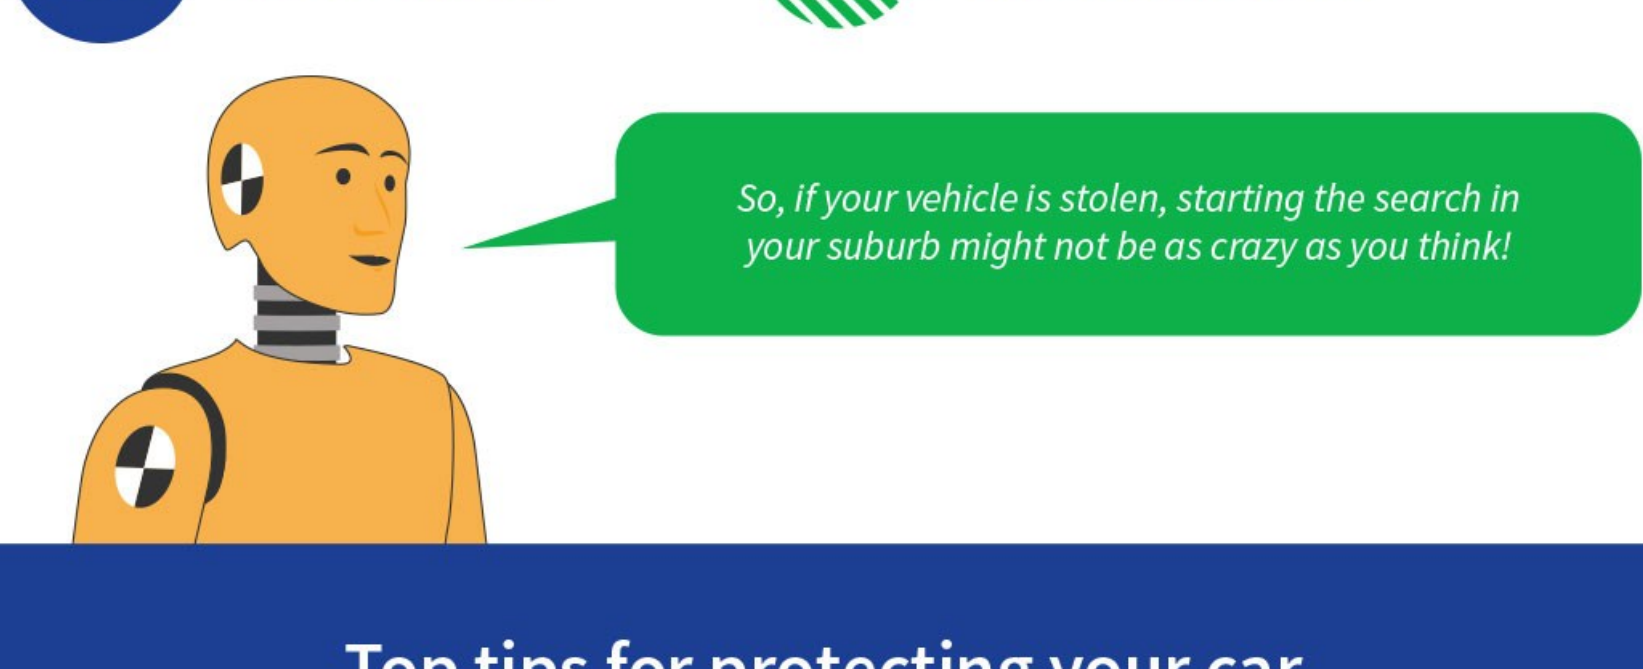 So, if your vehicle is stolen, starting the search in
your suburb might not be as crazy as you think!
Top tips for protecting your car